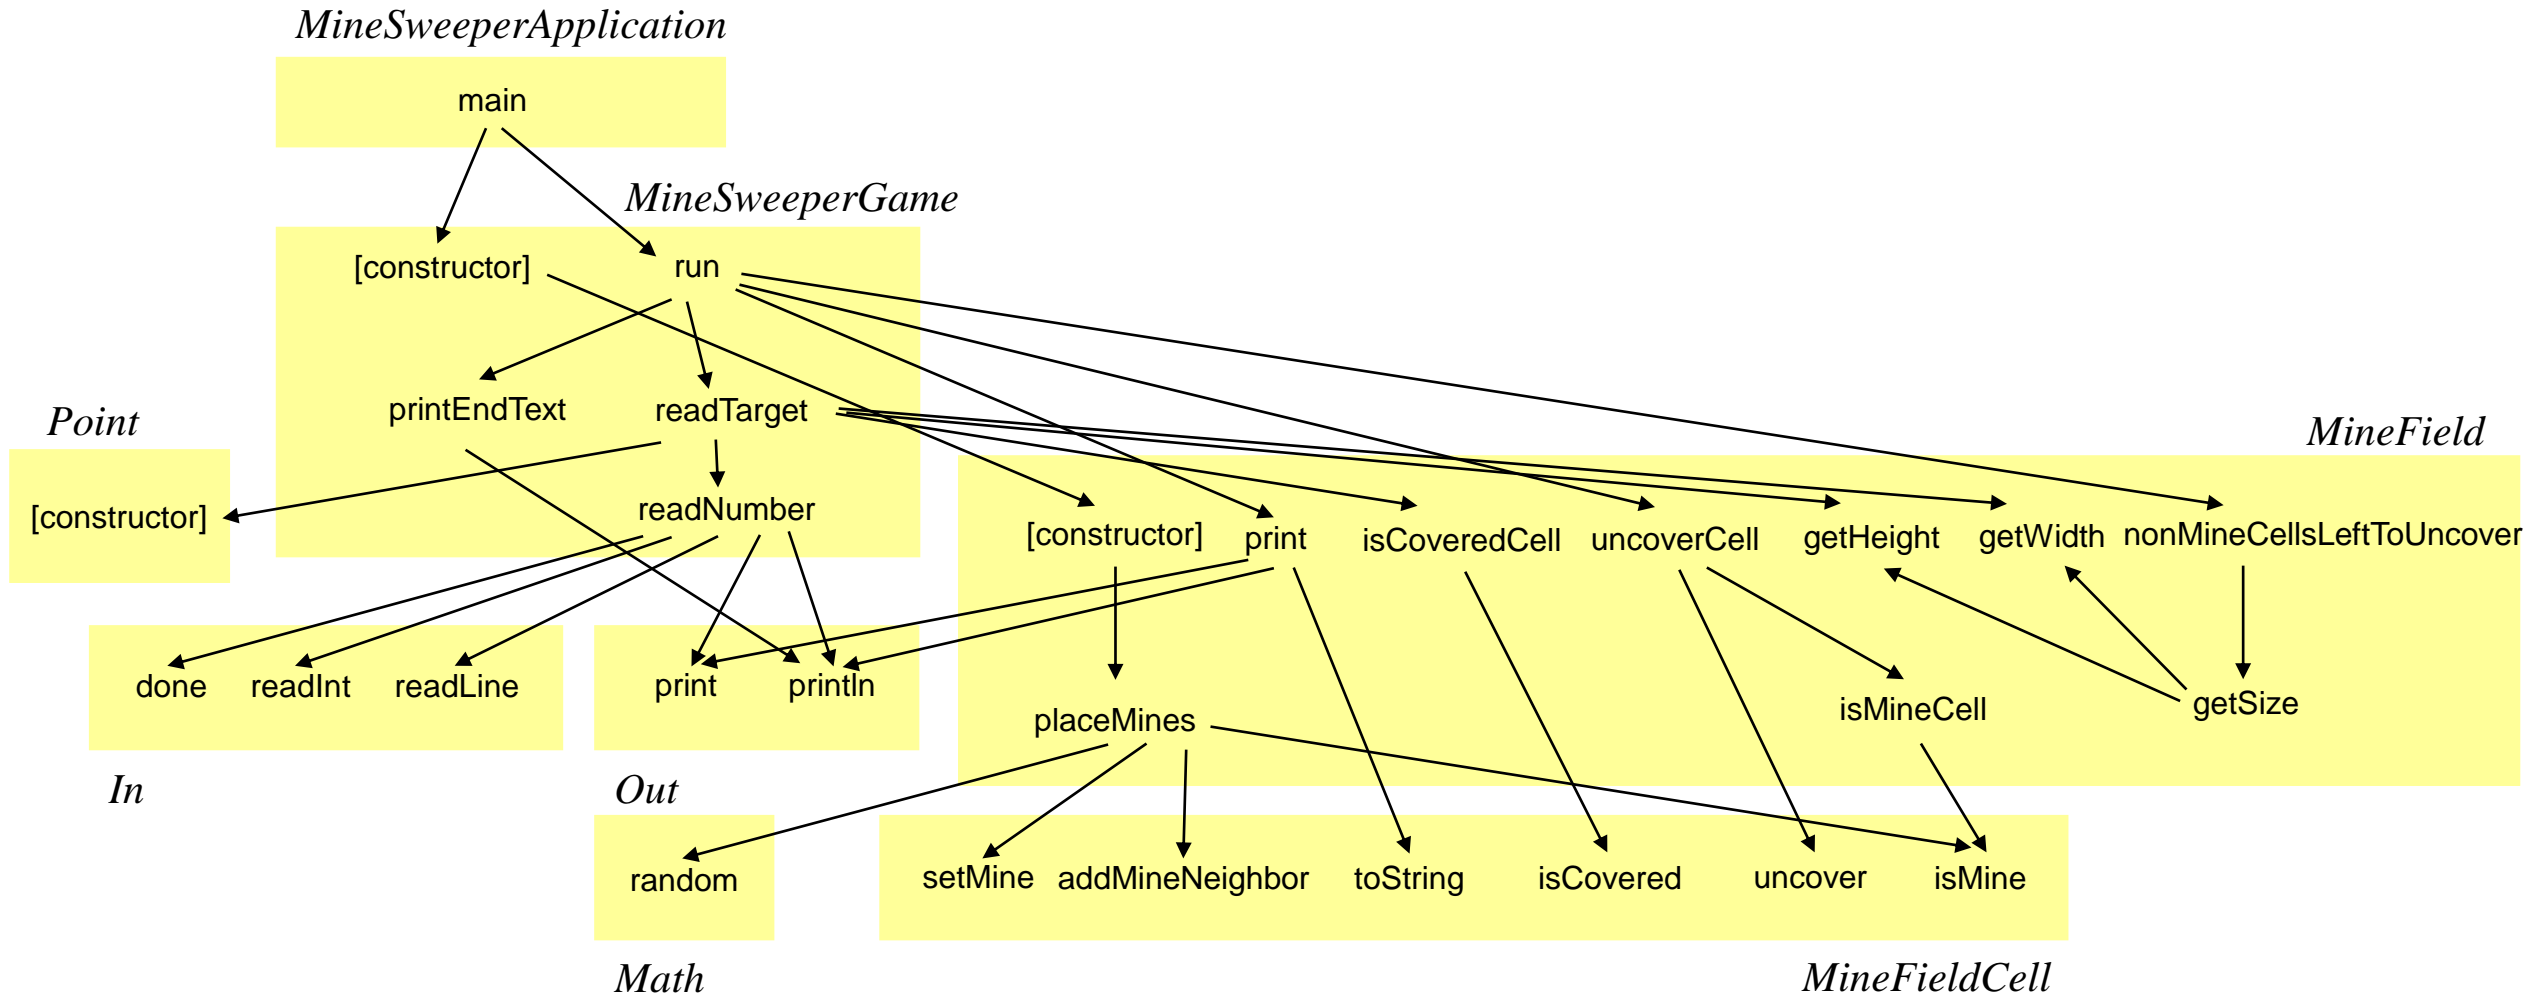 MineSweeperApplication
main
MineSweeperGame
[constructor] run
printEndText readTarget
Point
MineField
[constructor]
readNumber
[constructor] print isCoveredCell uncoverCell getHeight getWidth nonMineCellsLeftToUncover
done readInt readLine print println
placeMines isMineCell getSize
In Out
random setMine addMineNeighbor toString isCovered uncover isMine
Math MineFieldCell